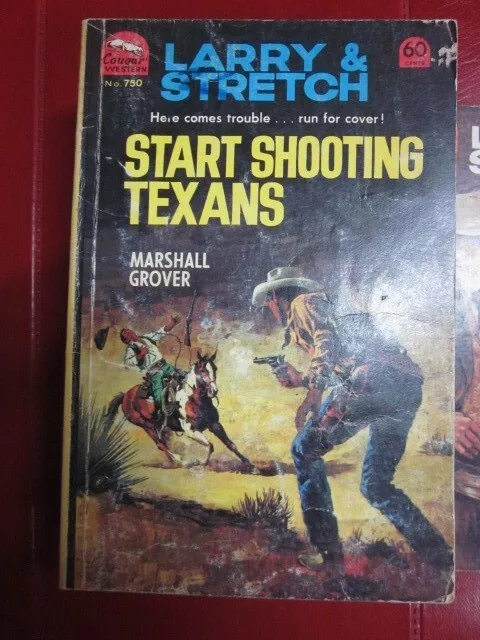 Cougar
WESTERN
No. 750
LARRY &
STRETCH
60
CENTS
Here comes trouble . . . run for cover!
START SHOOTING
TEXANS
MARSHALL
GROVER
L
S